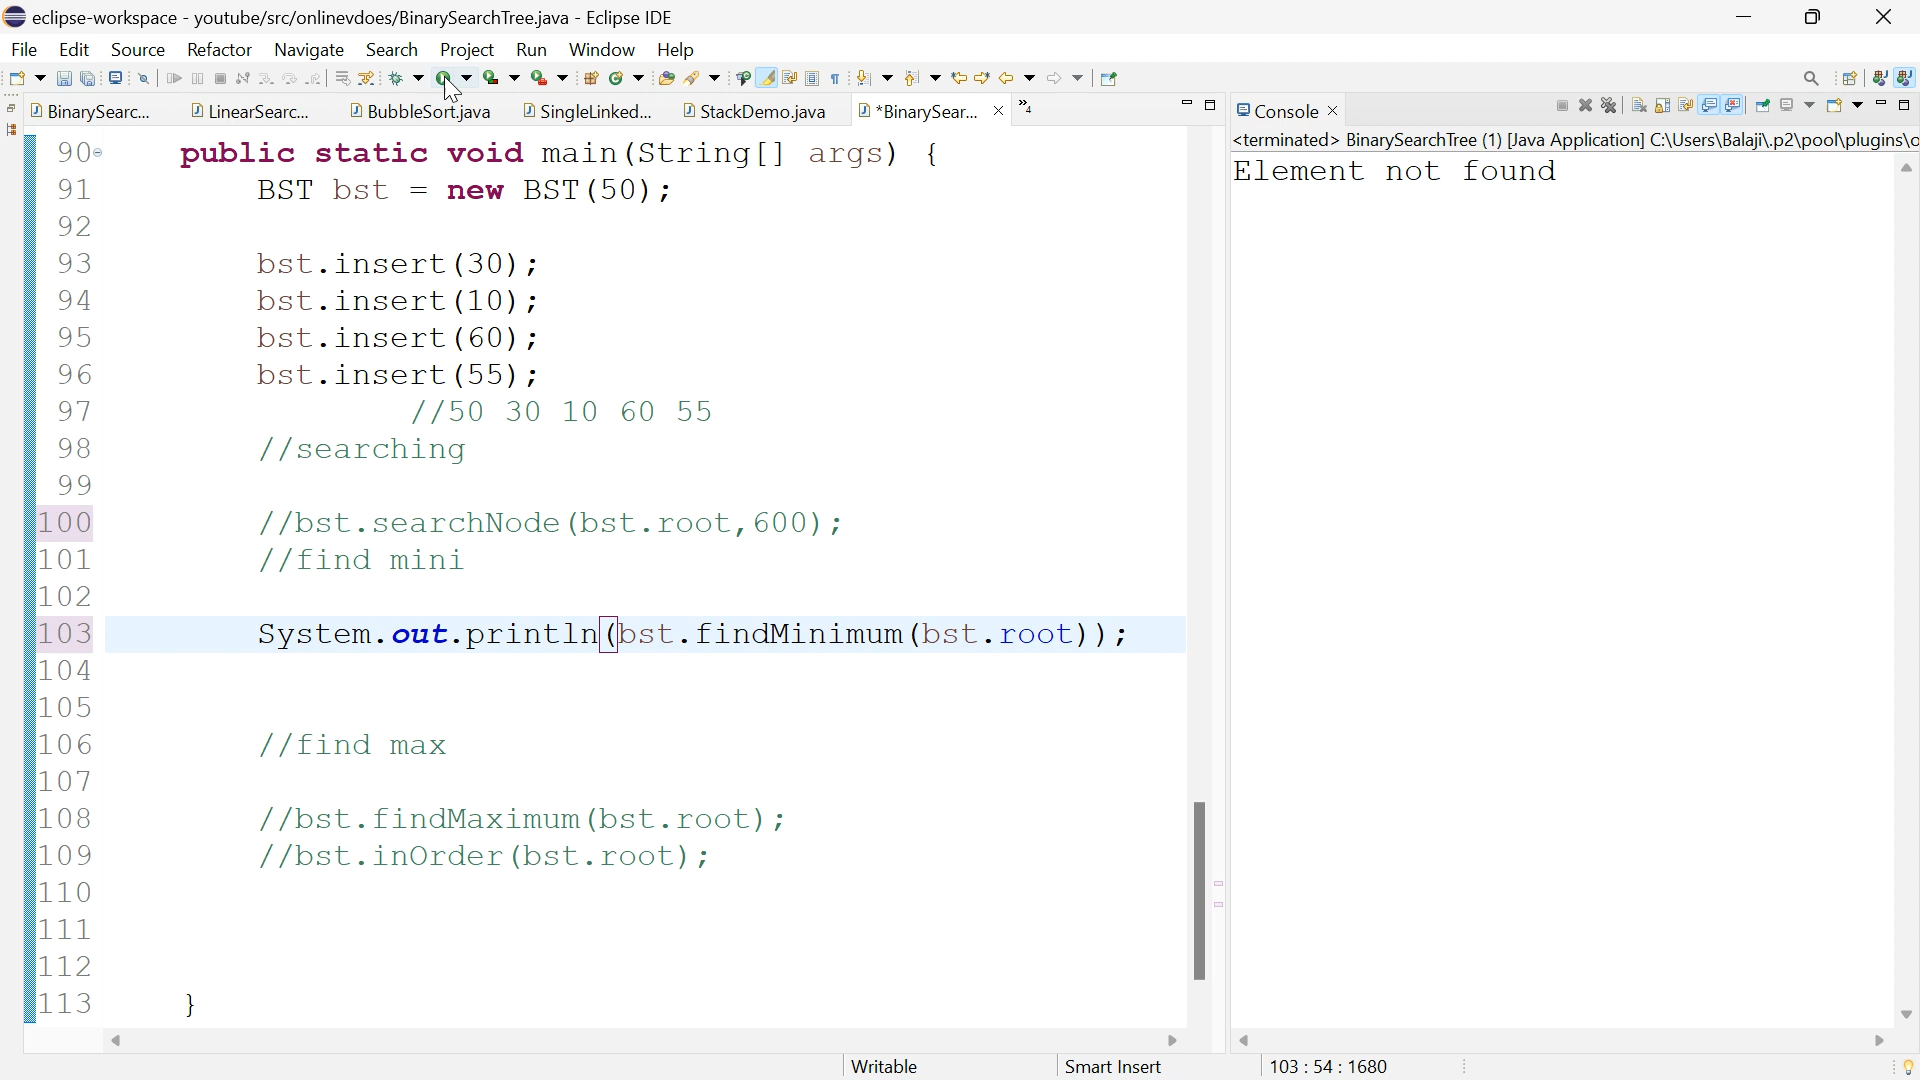 eclipse-workspace - youtube/src/onlinevdoes/BinarySearchTree.java - Eclipse IDE
File Edit Source Refactor Navigate Search Project Run Window Help
BinarySearc... LinearSearc... BubbleSort.java SingleLinked... StackDemo.java *BinarySear... »4
Console
<terminated> BinarySearchTree (1) [Java Application] C:\Users\Balaji\.p2\pool\plugins\o
Element not found
90 public static void main(String[] args) {
91 BST bst = new BST(50);
92
93 bst.insert(30);
94 bst.insert(10);
95 bst.insert(60);
96 bst.insert(55);
97 //50 30 10 60 55
98 //searching
99
100 //bst.searchNode(bst.root,600);
101 //find mini
102
103 System.out.println(bst.findMinimum(bst.root));
104
105
106 //find max
107
108 //bst.findMaximum(bst.root);
109 //bst.inOrder(bst.root);
110
111
112
113 }
Writable Smart Insert 103 : 54 : 1680